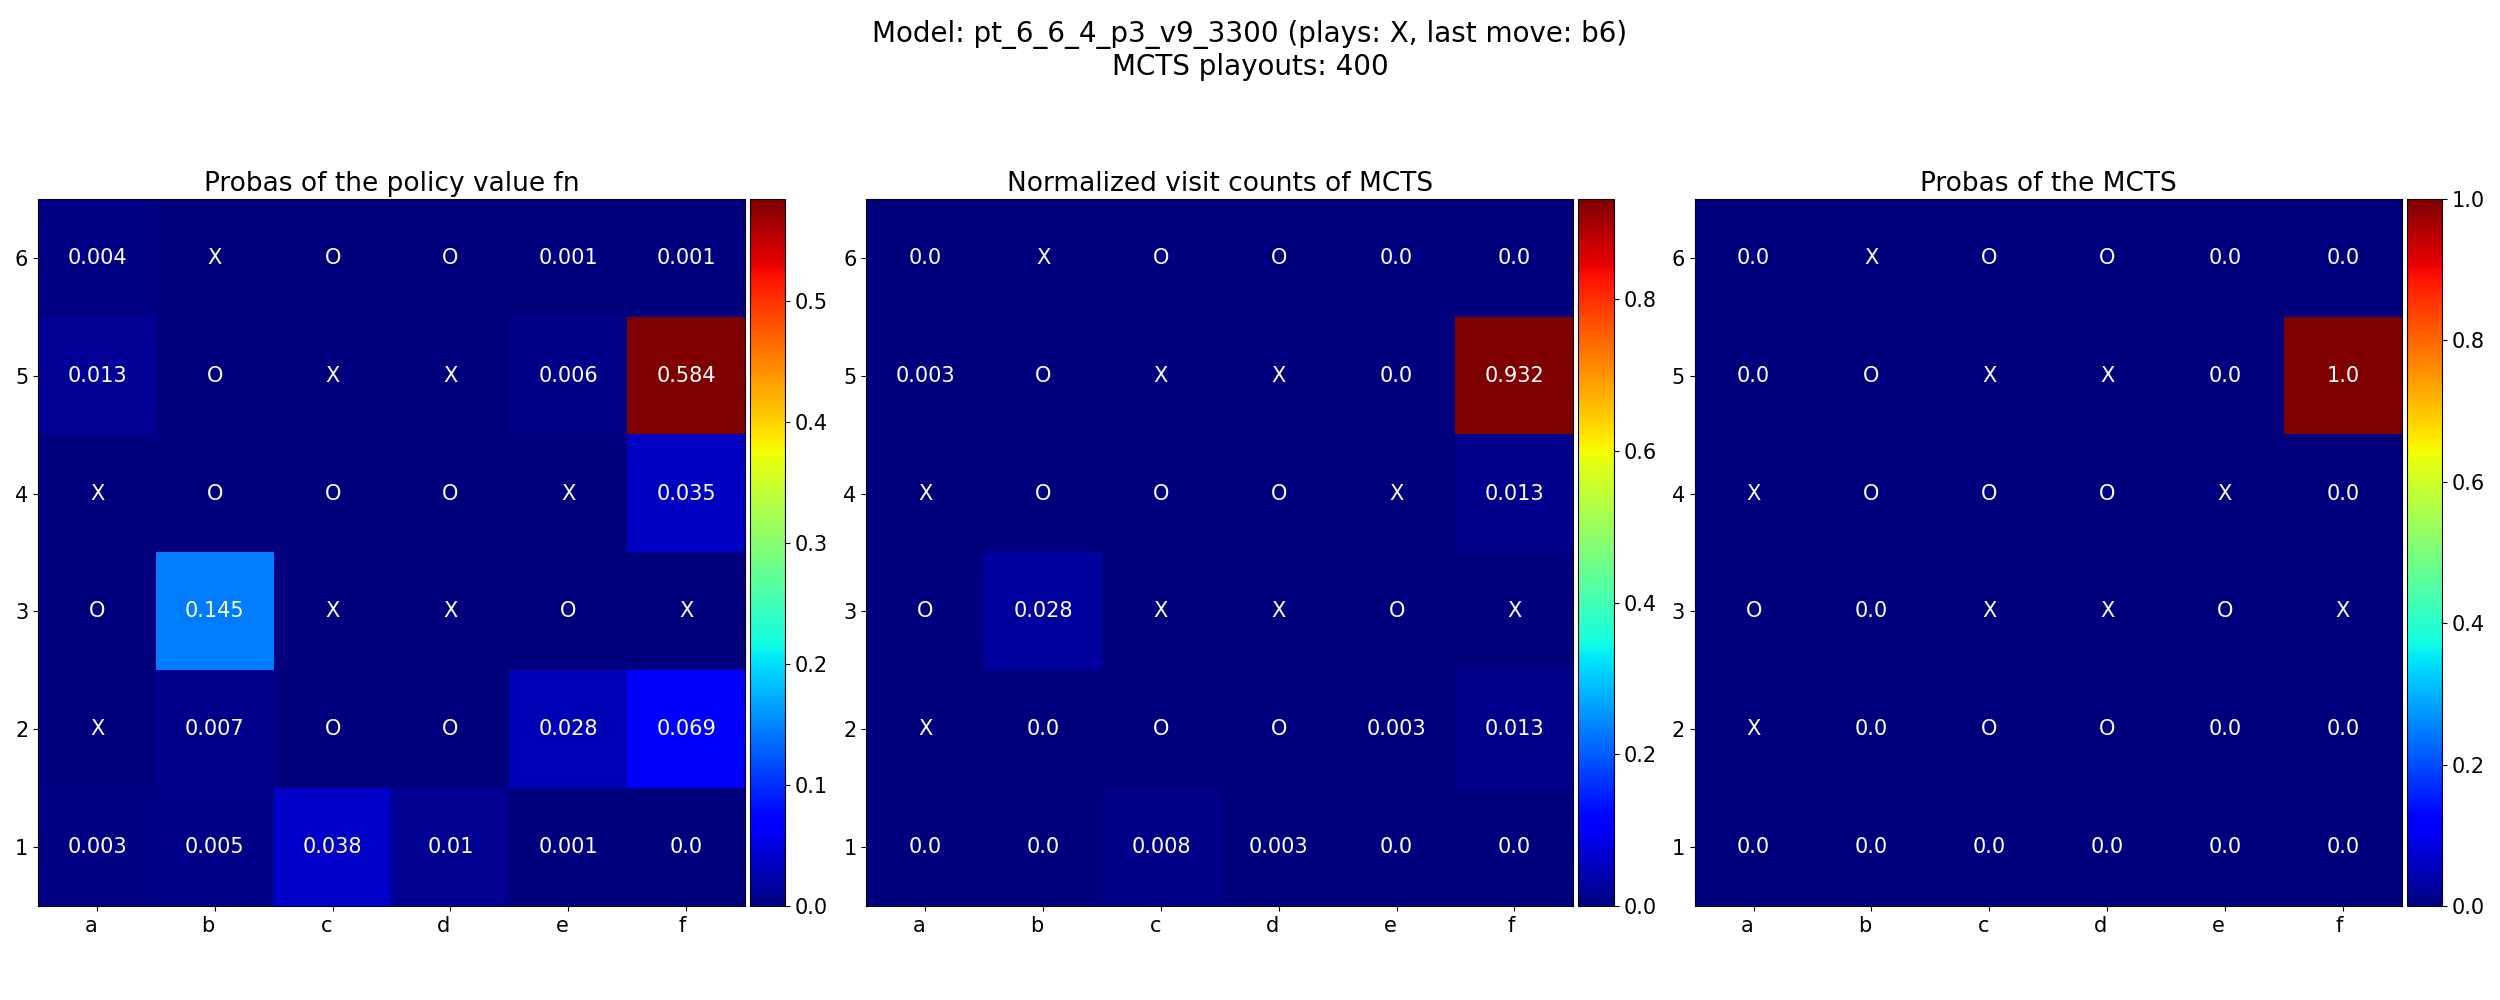 Model: pt_6_6_4_p3_v9_3300 (plays: X, last move: b6)
MCTS playouts: 400
Probas of the policy value fn
6 0.004 X O O 0.001 0.001
5 0.013 O X X 0.006 0.584
4 X O O O X 0.035
3 O 0.145 X X O X
2 X 0.007 O O 0.028 0.069
1 0.003 0.005 0.038 0.01 0.001 0.0
a b c d e f
0.5
0.4
0.3
0.2
0.1
0.0
Normalized visit counts of MCTS
6 0.0 X O O 0.0 0.0
5 0.003 O X X 0.0 0.932
4 X O O O X 0.013
3 O 0.028 X X O X
2 X 0.0 O O 0.003 0.013
1 0.0 0.0 0.008 0.003 0.0 0.0
a b c d e f
0.8
0.6
0.4
0.2
0.0
Probas of the MCTS
6 0.0 X O O 0.0 0.0
5 0.0 O X X 0.0 1.0
4 X O O O X 0.0
3 O 0.0 X X O X
2 X 0.0 O O 0.0 0.0
1 0.0 0.0 0.0 0.0 0.0 0.0
a b c d e f
1.0
0.8
0.6
0.4
0.2
0.0